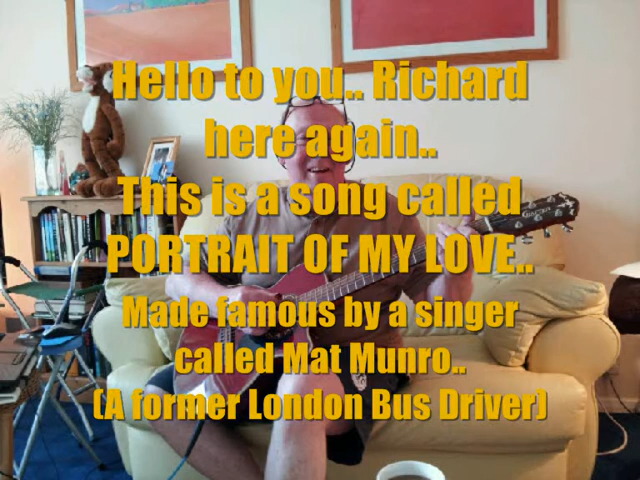 Hello to you.. Richard
here again..
This is a song called
PORTRAIT OF MY LOVE..
Made famous by a singer
called Mat Munro..
(A former London Bus Driver)